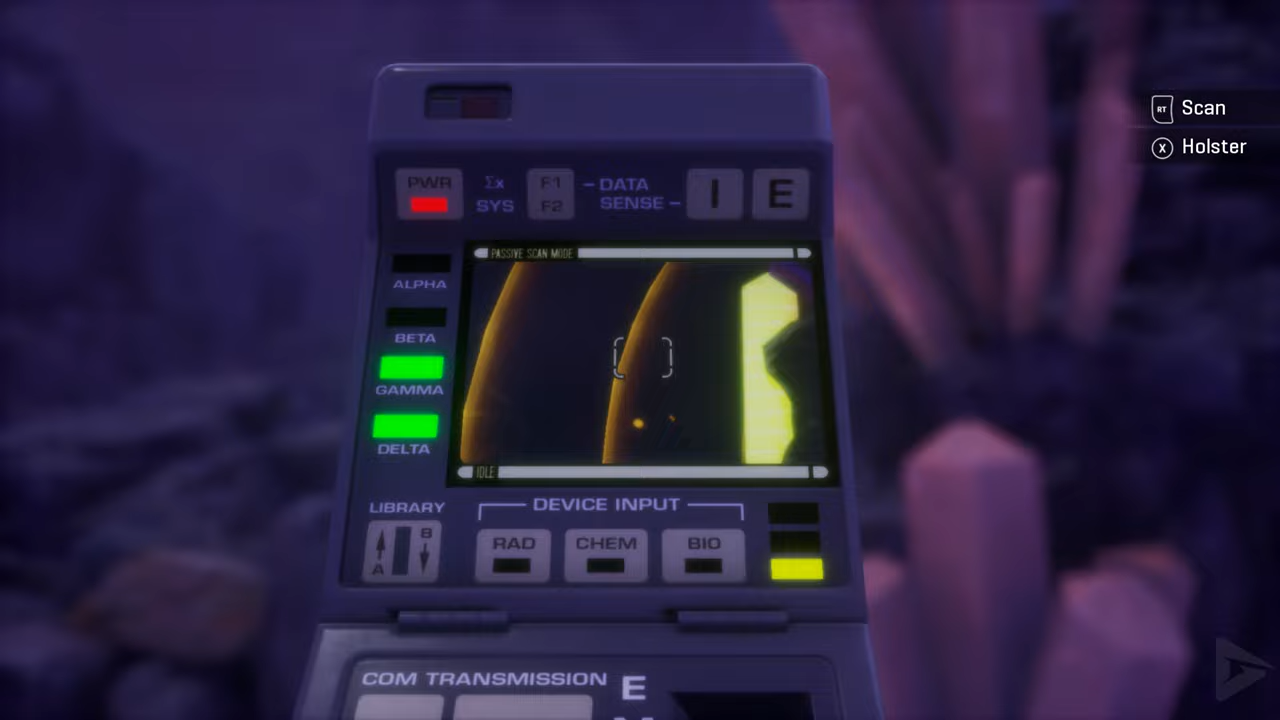 RT Scan
X Holster
PWR
Σx
SYS
F1
F2
DATA
SENSE
I
E
PASSIVE SCAN MODE
ALPHA
BETA
GAMMA
DELTA
IDLE
LIBRARY
A
B
DEVICE INPUT
RAD
CHEM
BIO
COM TRANSMISSION
E